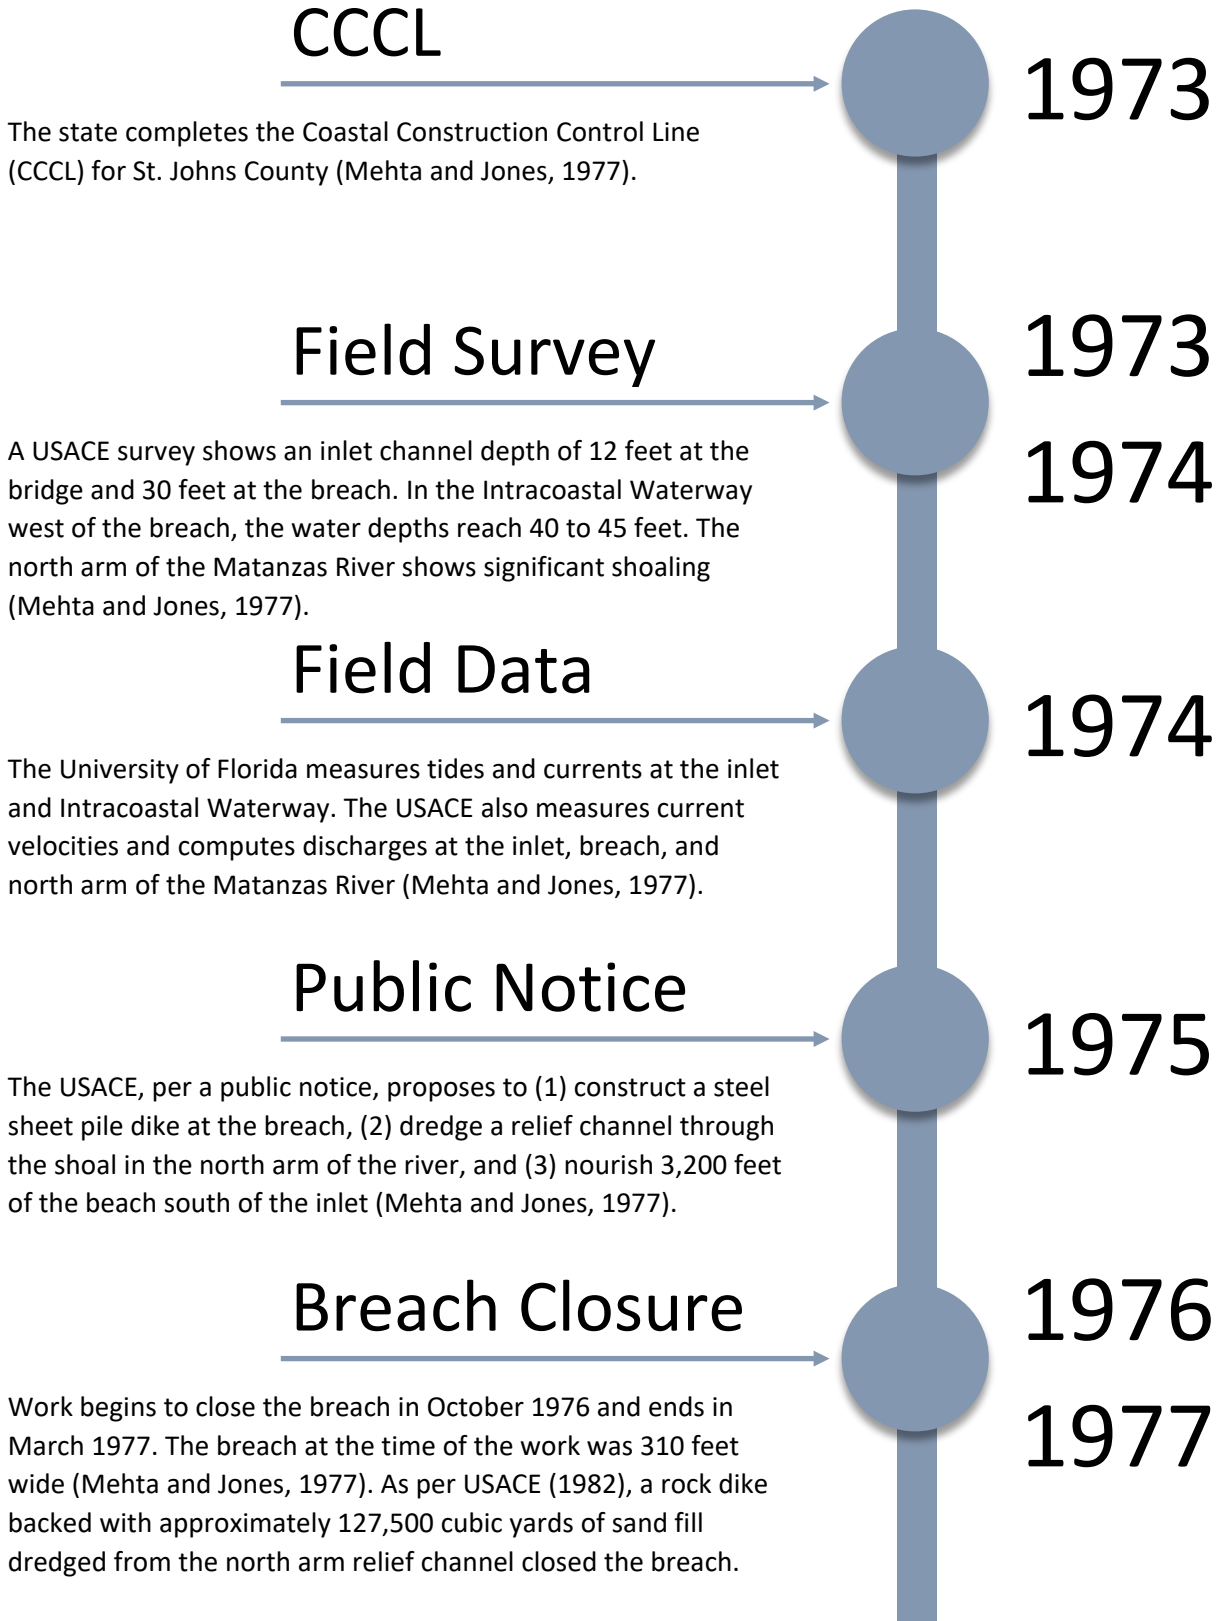 CCCL
1973
The state completes the Coastal Construction Control Line
(CCCL) for St. Johns County (Mehta and Jones, 1977).
Field Survey
1973
1974
A USACE survey shows an inlet channel depth of 12 feet at the
bridge and 30 feet at the breach. In the Intracoastal Waterway
west of the breach, the water depths reach 40 to 45 feet. The
north arm of the Matanzas River shows significant shoaling
(Mehta and Jones, 1977).
Field Data
1974
The University of Florida measures tides and currents at the inlet
and Intracoastal Waterway. The USACE also measures current
velocities and computes discharges at the inlet, breach, and
north arm of the Matanzas River (Mehta and Jones, 1977).
Public Notice
1975
The USACE, per a public notice, proposes to (1) construct a steel
sheet pile dike at the breach, (2) dredge a relief channel through
the shoal in the north arm of the river, and (3) nourish 3,200 feet
of the beach south of the inlet (Mehta and Jones, 1977).
Breach Closure
1976
1977
Work begins to close the breach in October 1976 and ends in
March 1977. The breach at the time of the work was 310 feet
wide (Mehta and Jones, 1977). As per USACE (1982), a rock dike
backed with approximately 127,500 cubic yards of sand fill
dredged from the north arm relief channel closed the breach.